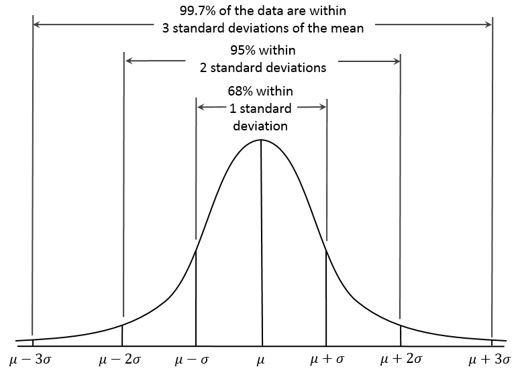 99.7% of the data are within
3 standard deviations of the mean
95% within
2 standard deviations
68% within
1 standard
deviation
μ − 3σ μ − 2σ μ − σ μ μ + σ μ + 2σ μ + 3σ